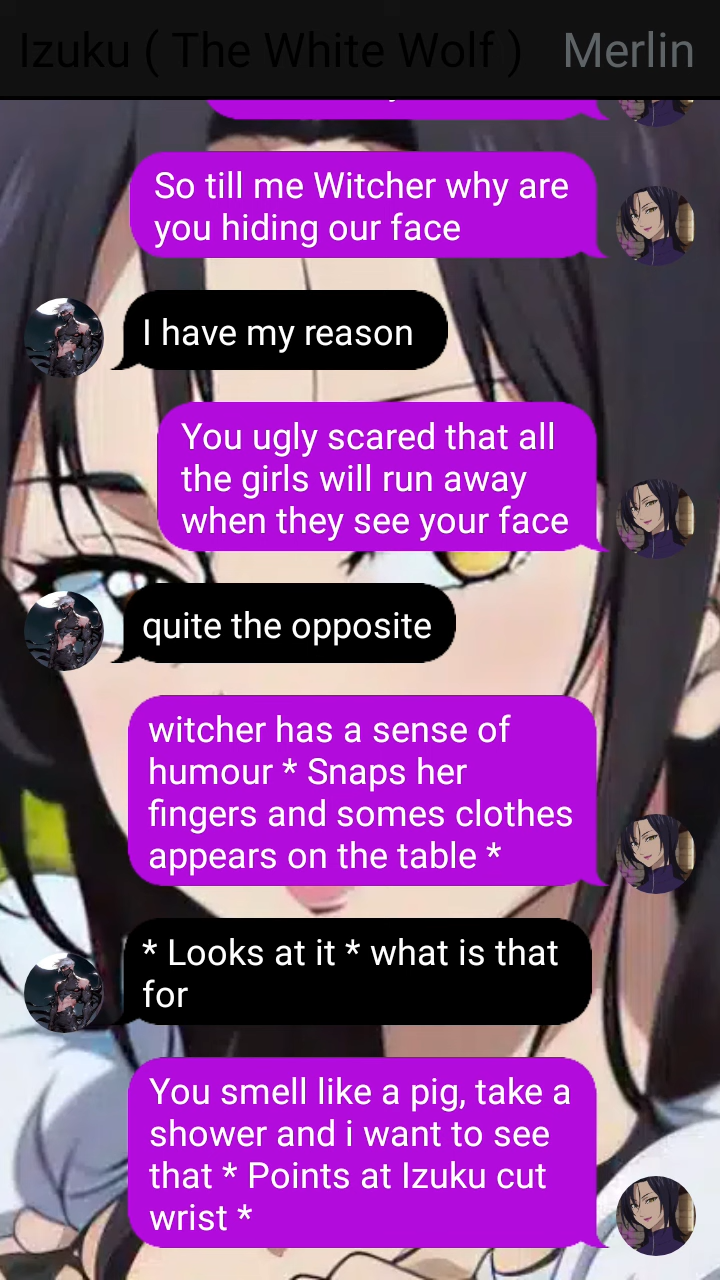 Izuku ( The White Wolf ) Merlin
So till me Witcher why are
you hiding our face
I have my reason
You ugly scared that all
the girls will run away
when they see your face
quite the opposite
witcher has a sense of
humour * Snaps her
fingers and somes clothes
appears on the table *
* Looks at it * what is that
for
You smell like a pig, take a
shower and i want to see
that * Points at Izuku cut
wrist *